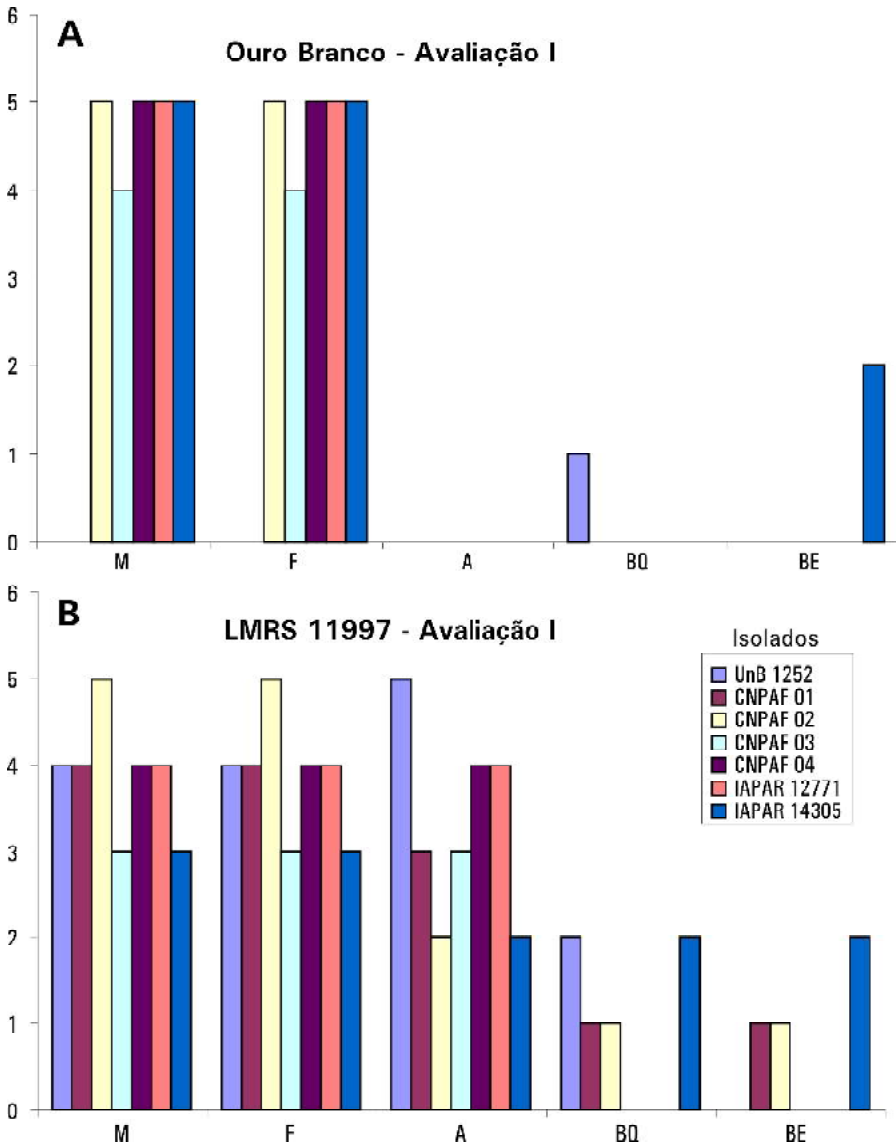 A
Ouro Branco - Avaliação I
6
5
4
3
2
1
0
M F A BQ BE
B
LMRS 11997 - Avaliação I
6
5
4
3
2
1
0
Isolados
UnB 1252
CNPAF 01
CNPAF 02
CNPAF 03
CNPAF 04
IAPAR 12771
IAPAR 14305
M F A BQ BE